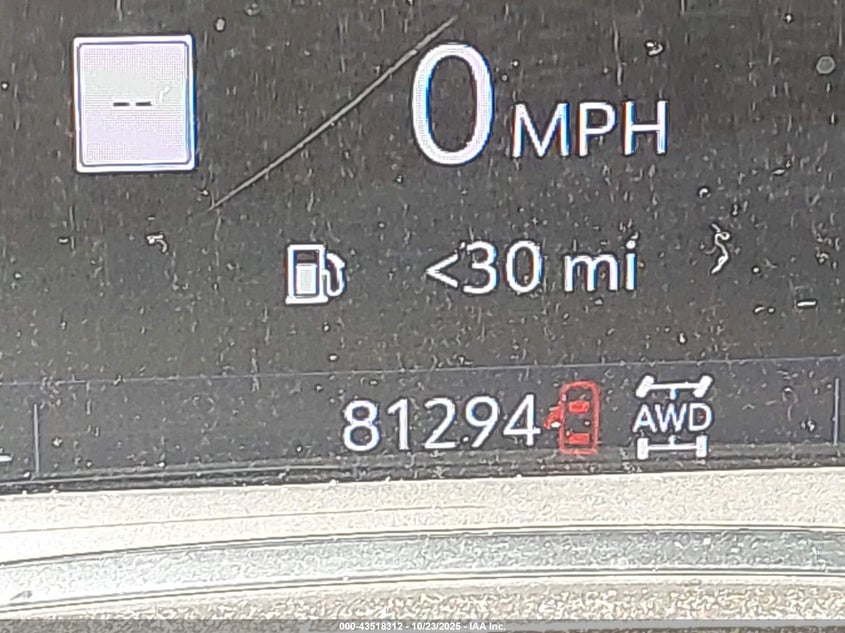 --
0 MPH
<30 mi
81294
AWD
000-43518312 - 10/23/2025 - IAA Inc.